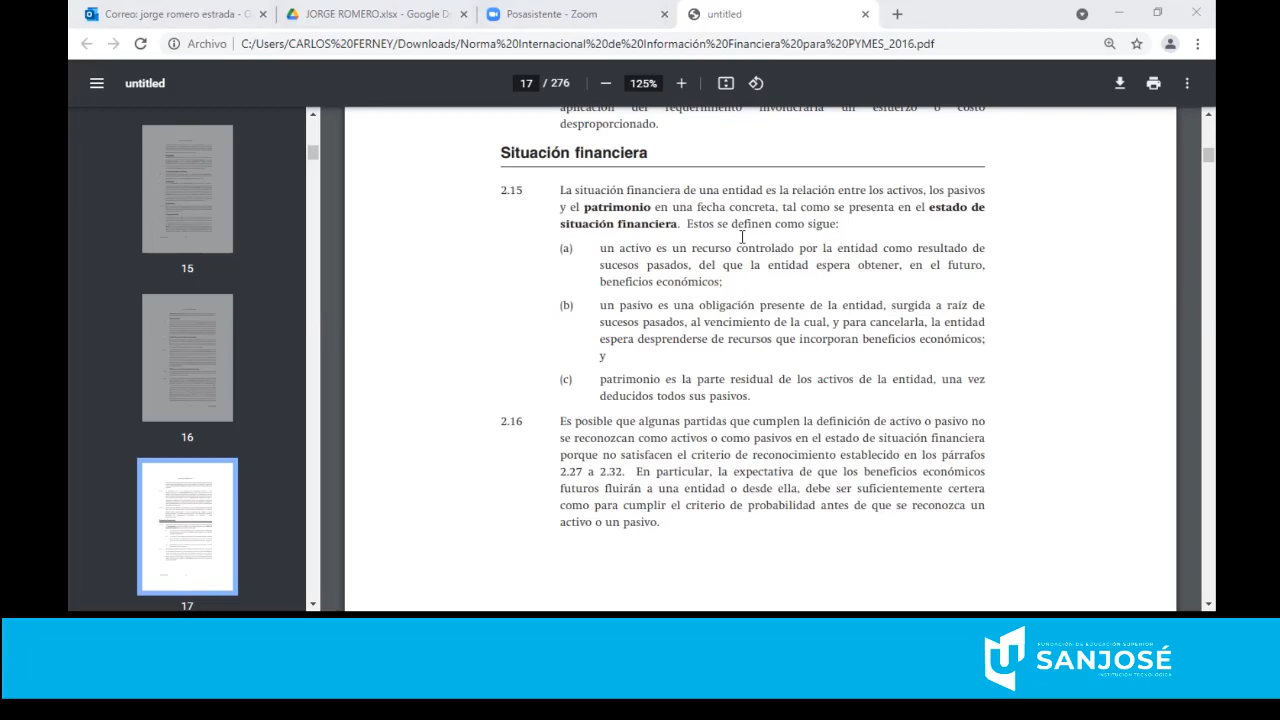 Correo: jorge romero estrada - O
JORGE ROMERO.xlsx - Google D
Posasistente - Zoom
untitled
Archivo C:/Users/CARLOS%20FERNEY/Downloads/Norma%20Internacional%20de%20Información%20Financiera%20para%20PYMES_2016.pdf
untitled
17 / 276
125%
aplicación del requerimiento involucraría un esfuerzo o costo
desproporcionado.
Situación financiera
2.15 La situación financiera de una entidad es la relación entre los activos, los pasivos
y el patrimonio en una fecha concreta, tal como se presenta en el estado de
situación financiera. Estos se definen como sigue:
(a) un activo es un recurso controlado por la entidad como resultado de
sucesos pasados, del que la entidad espera obtener, en el futuro,
beneficios económicos;
(b) un pasivo es una obligación presente de la entidad, surgida a raíz de
sucesos pasados, al vencimiento de la cual, y para cancelarla, la entidad
espera desprenderse de recursos que incorporan beneficios económicos;
y
(c) patrimonio es la parte residual de los activos de la entidad, una vez
deducidos todos sus pasivos.
2.16 Es posible que algunas partidas que cumplen la definición de activo o pasivo no
se reconozcan como activos o como pasivos en el estado de situación financiera
porque no satisfacen el criterio de reconocimiento establecido en los párrafos
2.27 a 2.32. En particular, la expectativa de que los beneficios económicos
futuros fluirán a una entidad o desde ella, debe ser suficientemente certera
como para cumplir el criterio de probabilidad antes de que se reconozca un
activo o un pasivo.
15
16
17
FUNDACIÓN DE EDUCACIÓN SUPERIOR
SANJOSÉ
INSTITUCIÓN TECNOLÓGICA